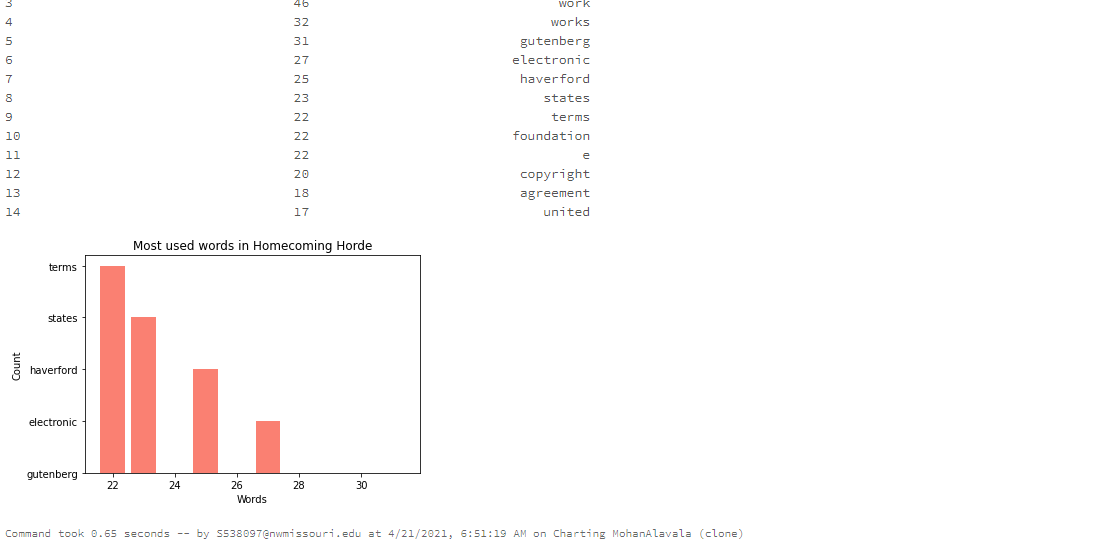 3 46 work
4 32 works
5 31 gutenberg
6 27 electronic
7 25 haverford
8 23 states
9 22 terms
10 22 foundation
11 22 e
12 20 copyright
13 18 agreement
14 17 united
Most used words in Homecoming Horde
terms
states
haverford
electronic
gutenberg
Count
22 24 26 28 30
Words
Command took 0.65 seconds -- by S538097@nwmissouri.edu at 4/21/2021, 6:51:19 AM on Charting MohanAlavala (clone)